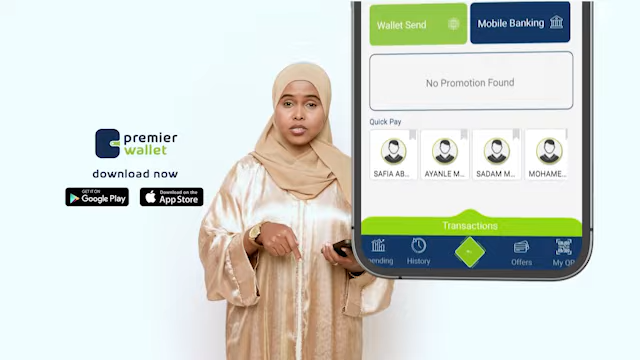 premier
wallet
download now
GET IT ON
Google Play
Download on the
App Store
Wallet Send
Mobile Banking
No Promotion Found
Quick Pay
SAFIA AB...
AYANLE M...
SADAM M...
MOHAME...
Transactions
pending
History
Offers
My QR